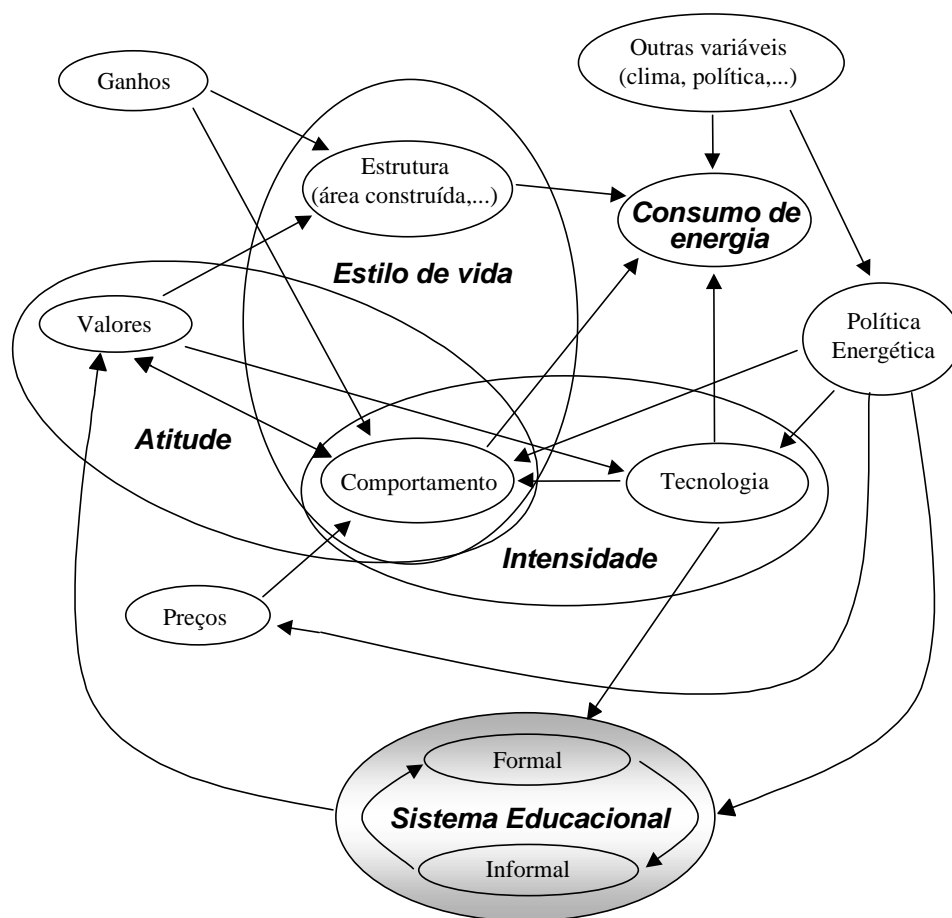 Outras variáveis
(clima, política,...)
Ganhos
Estrutura
(área construída,...)
Consumo de
energia
Estilo de vida
Valores
Política
Energética
Atitude
Comportamento
Tecnologia
Intensidade
Preços
Formal
Sistema Educacional
Informal